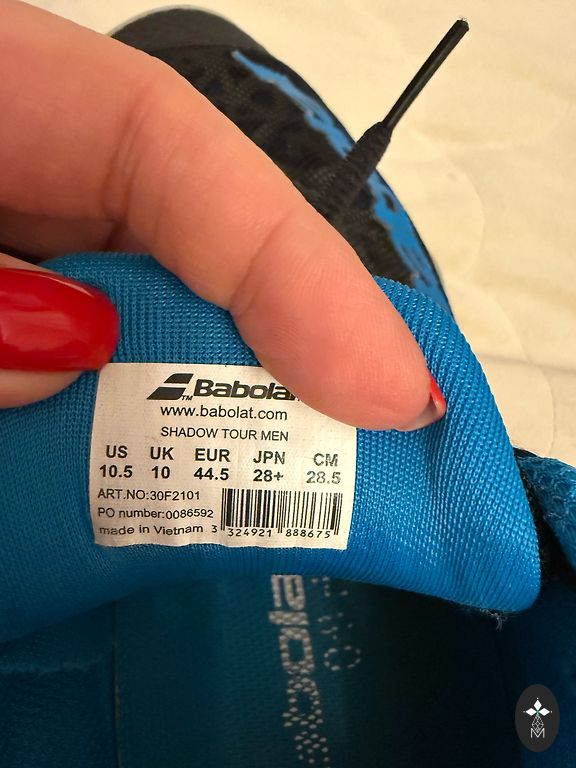 Babolat
TM
www.babolat.com
SHADOW TOUR MEN
US UK EUR JPN CM
10.5 10 44.5 28+ 28.5
ART.NO:30F2101
PO number:0086592
made in Vietnam 3 324921 888675
M